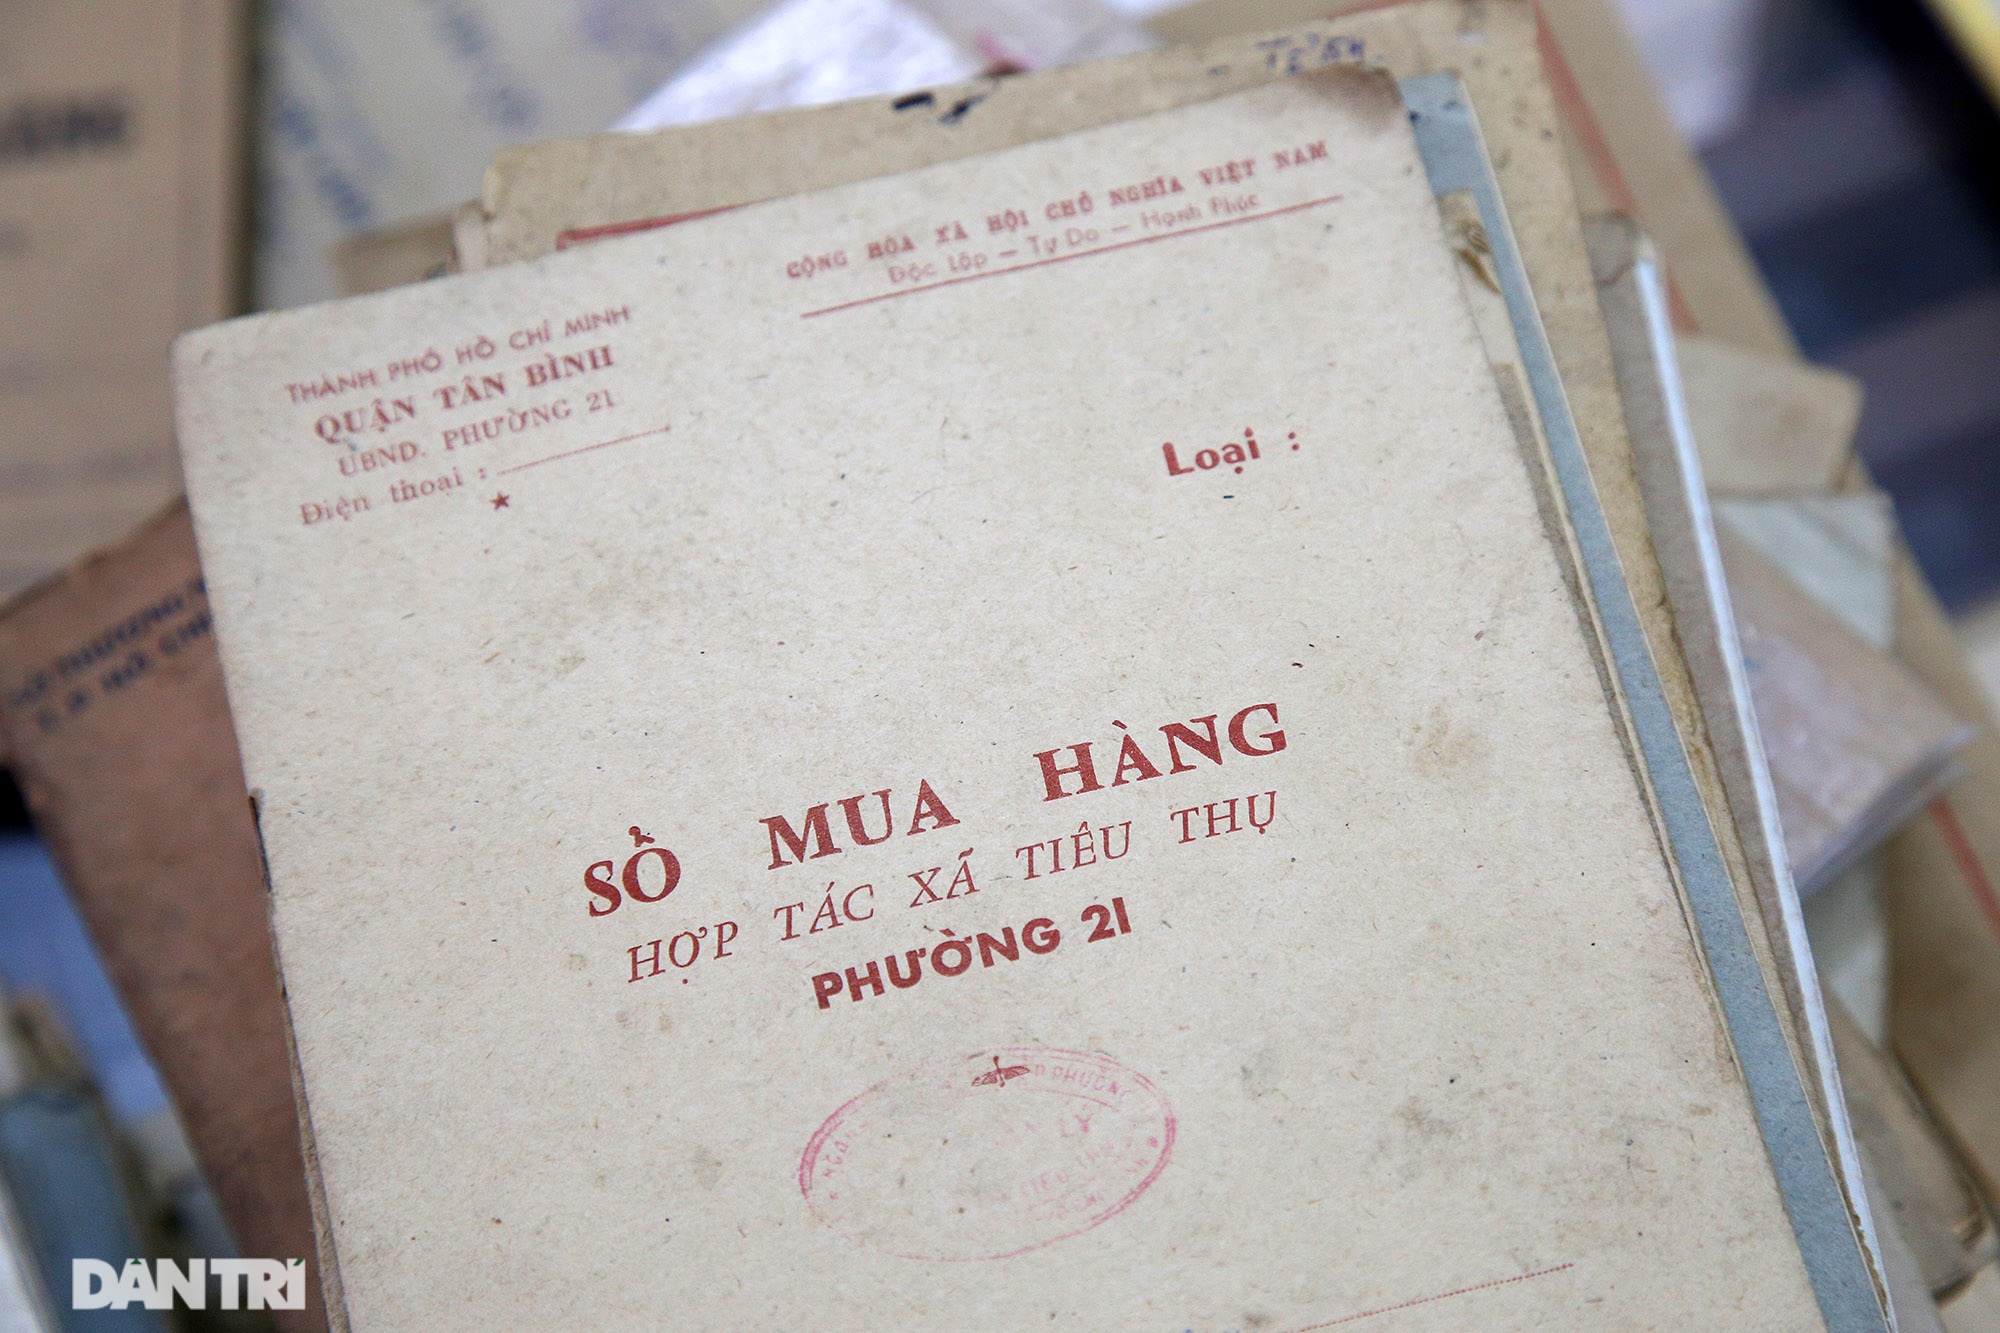 CỘNG HÒA XÃ HỘI CHỦ NGHĨA VIỆT NAM
Độc Lập — Tự Do — Hạnh Phúc
THÀNH PHỐ HỒ CHÍ MINH
QUẬN TÂN BÌNH
UBND. PHƯỜNG 21
Điện thoại :
★
Loại :
SỔ MUA HÀNG
HỢP TÁC XÃ TIÊU THỤ
PHƯỜNG 21
DÂN TRÍ